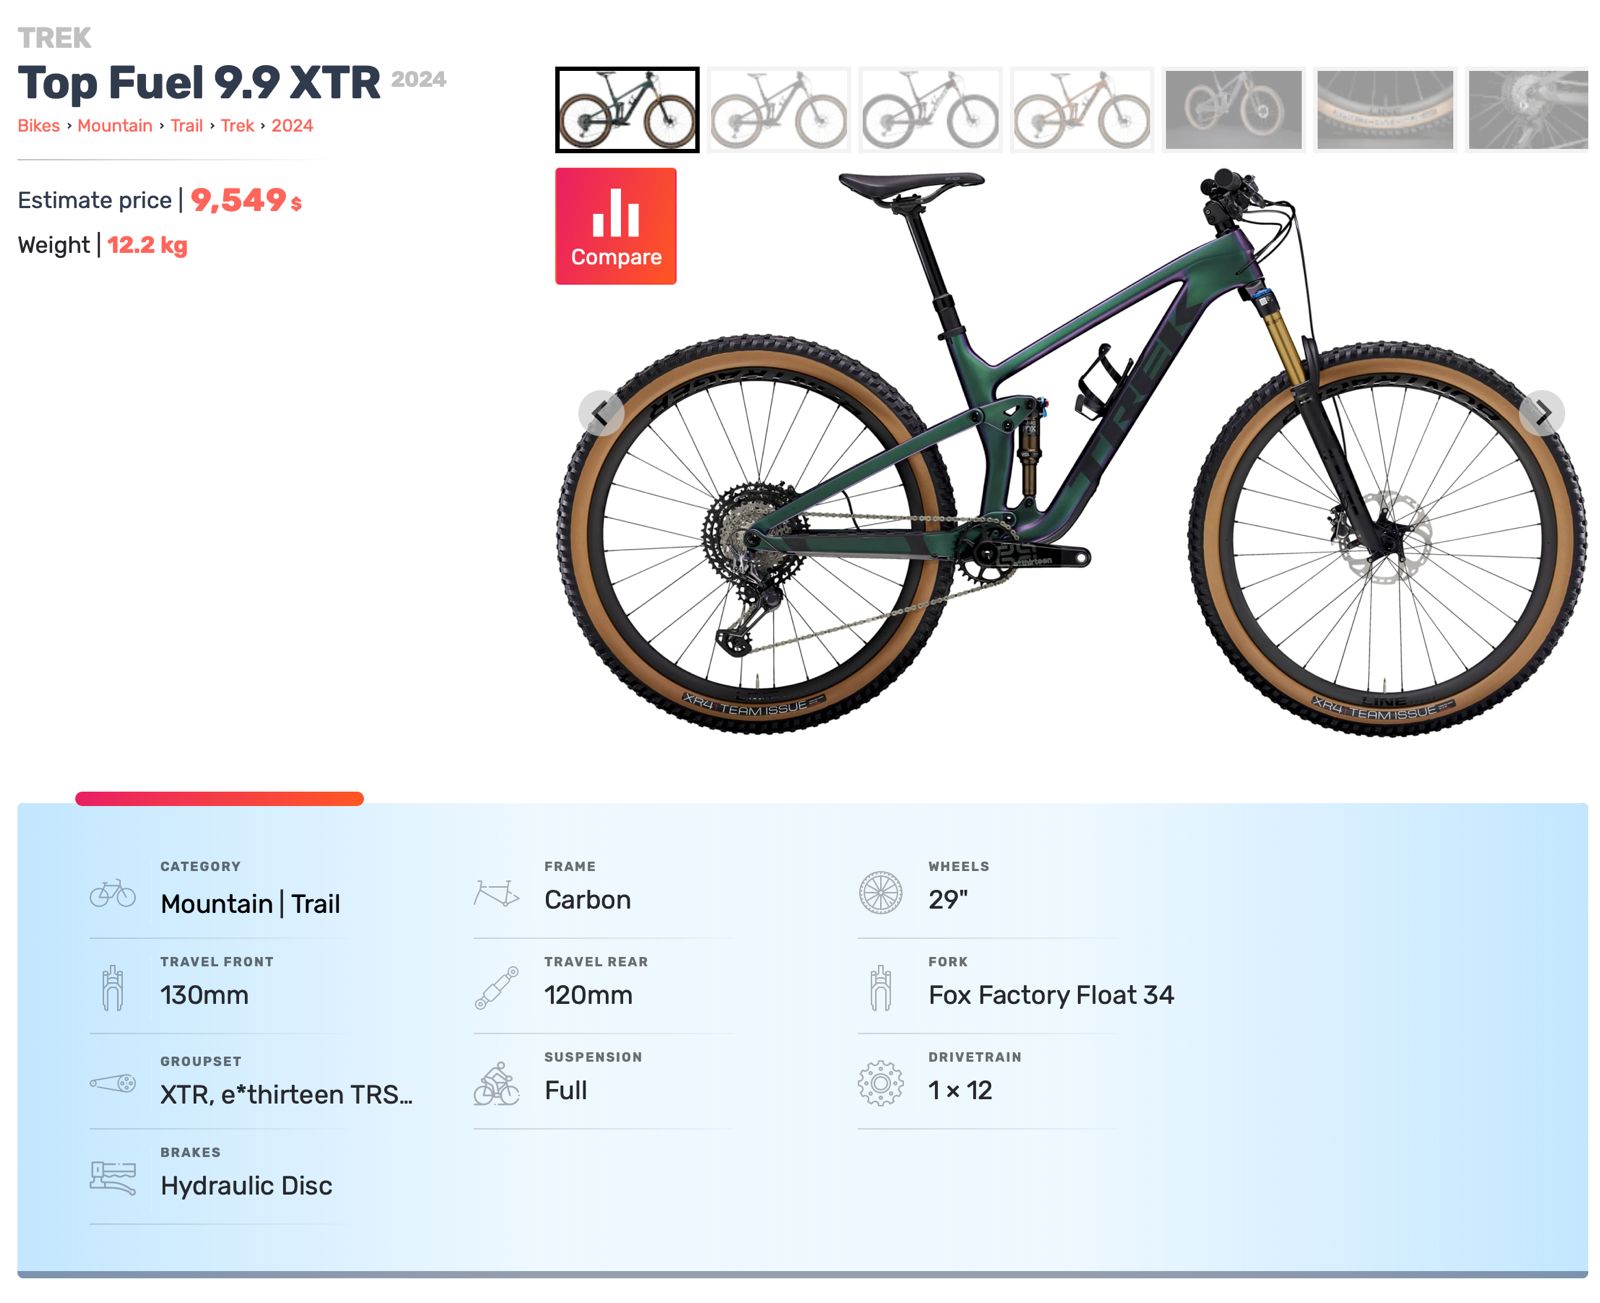 TREK
Top Fuel 9.9 XTR 2024
Bikes › Mountain › Trail › Trek › 2024
Estimate price | 9,549 $
Weight | 12.2 kg
Compare
TREK
XR4 TEAM ISSUE
LINE
XR4 TEAM ISSUE
e*thirteen
CATEGORY
Mountain | Trail
FRAME
Carbon
WHEELS
29"
TRAVEL FRONT
130mm
TRAVEL REAR
120mm
FORK
Fox Factory Float 34
GROUPSET
XTR, e*thirteen TRS...
SUSPENSION
Full
DRIVETRAIN
1 × 12
BRAKES
Hydraulic Disc